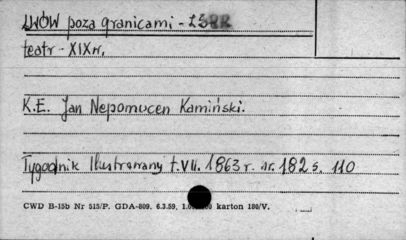 LWÓW poza granicami - ZSRR
teatr - XIX w.
K.E. Jan Nepomucen Kamiński.
Tygodnik Ilustrowany t. VII. 1863 r. nr. 182 s. 110
CWD B-15b Nr 515/P. GDA-809. 6.3.59. karton 180/V.